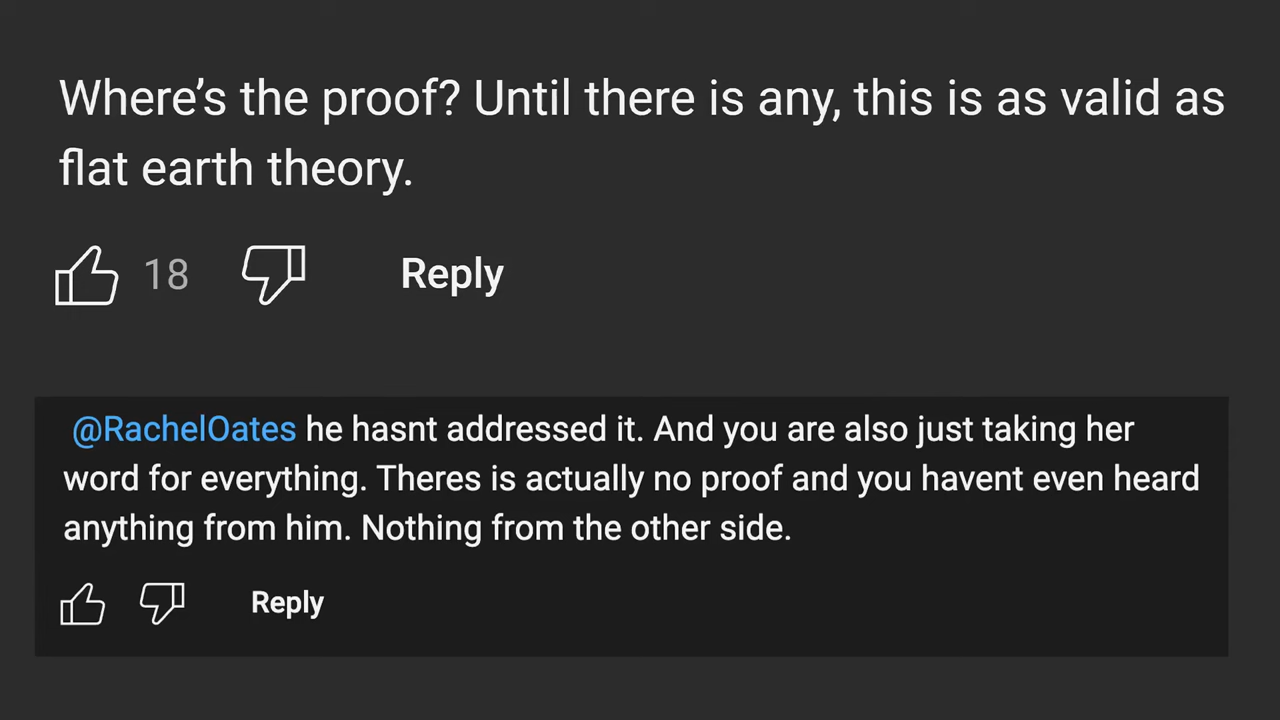 Where’s the proof? Until there is any, this is as valid as
flat earth theory.
18 Reply
@RachelOates he hasnt addressed it. And you are also just taking her
word for everything. Theres is actually no proof and you havent even heard
anything from him. Nothing from the other side.
Reply